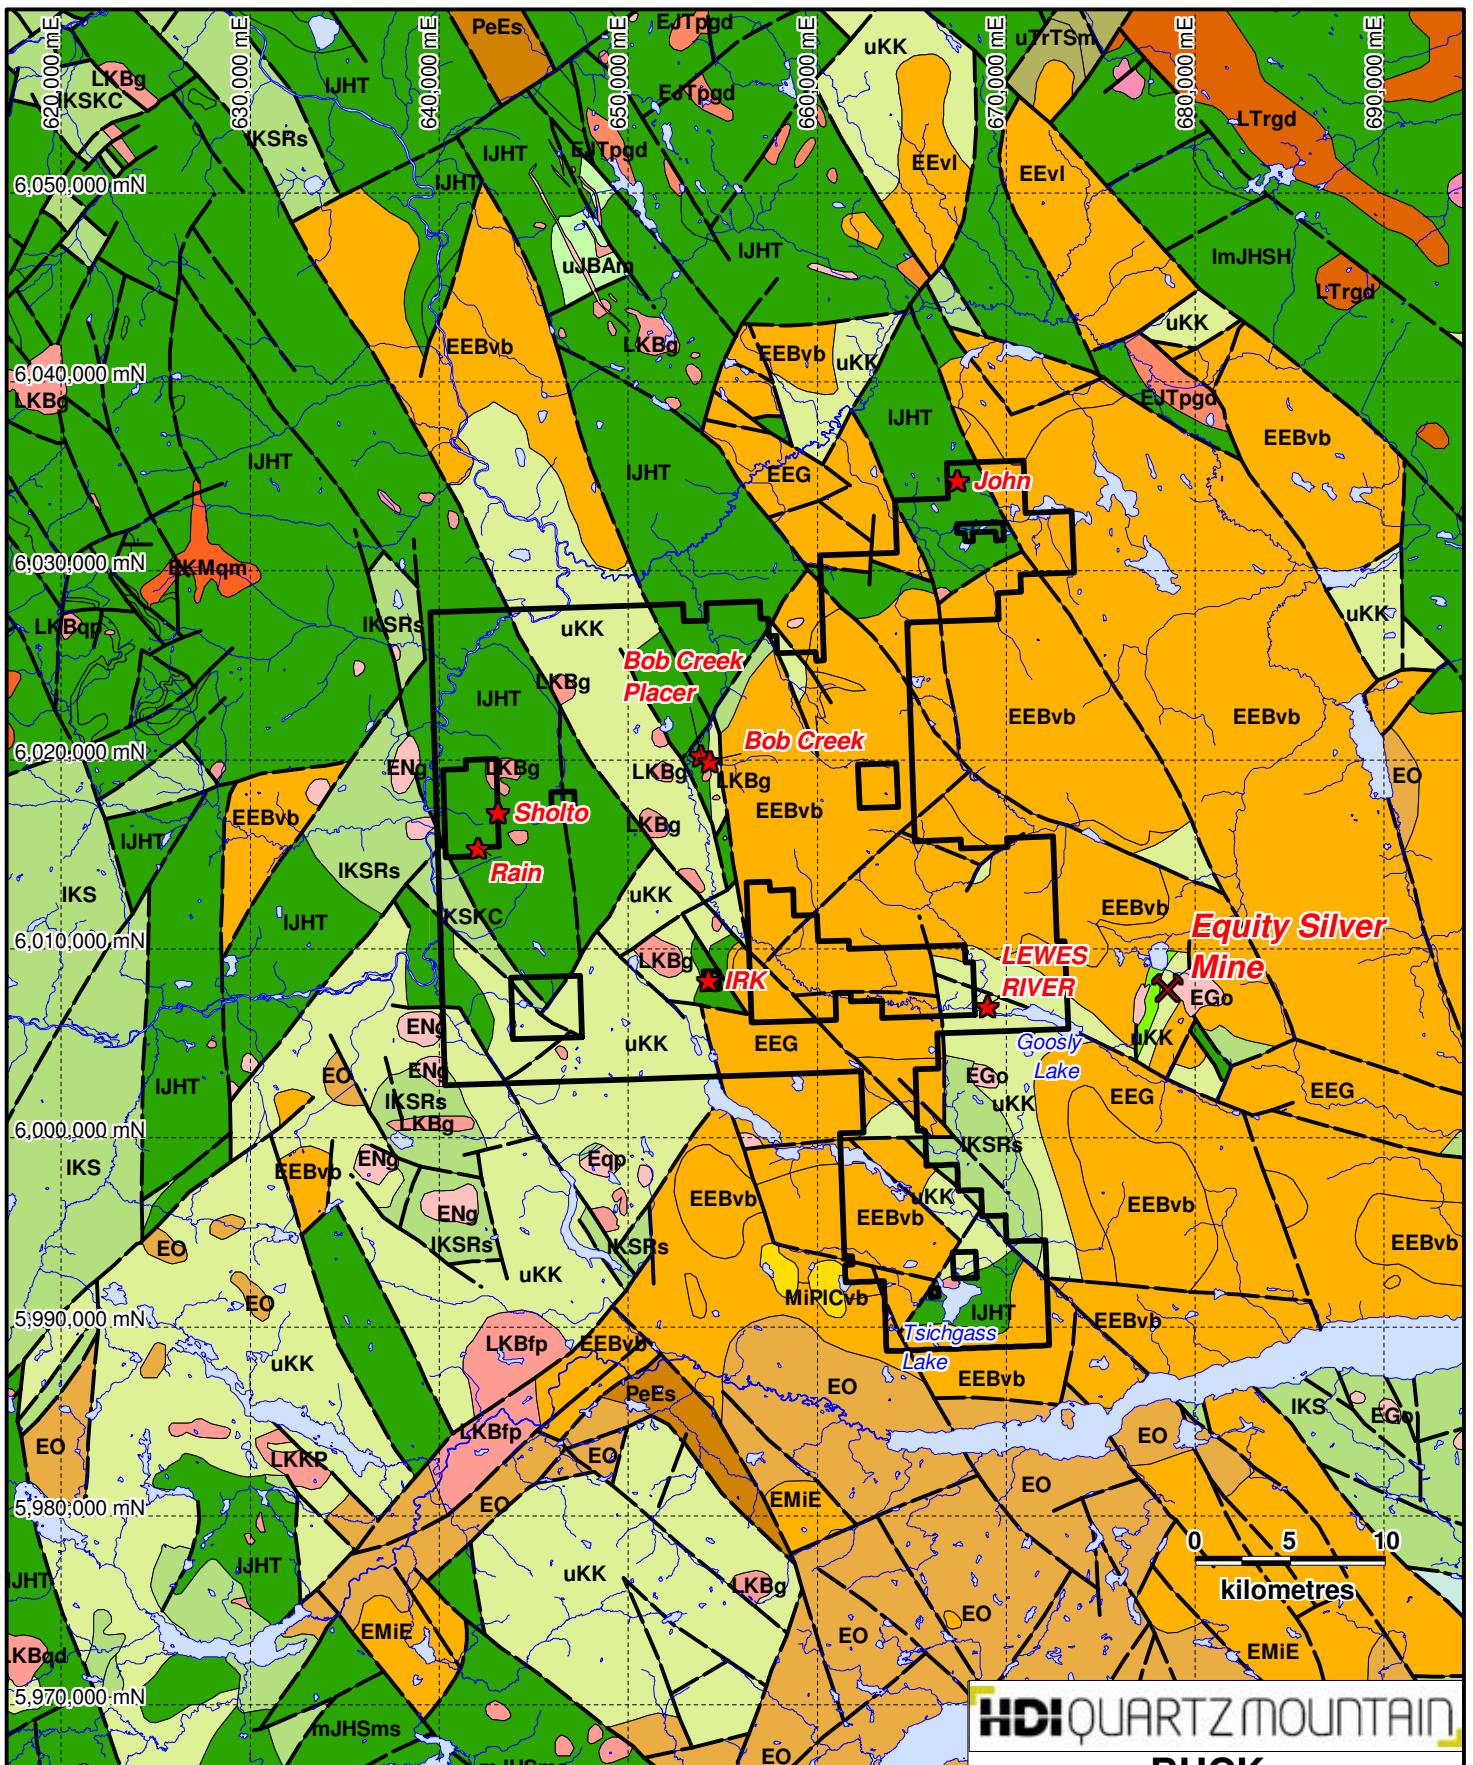 620,000 mE
630,000 mE
640,000 mE
650,000 mE
660,000 mE
670,000 mE
680,000 mE
690,000 mE
PeEs
EJTpgd
uKK
uTrTSm
LKBg
lKSKC
lJHT
EJTpgd
LTrgd
lKSRs
lJHT
EJTpgd
EEvl
EEvl
lJHT
6,050,000 mN
lJHT
lmJHSH
uJBAm
LTrgd
uKK
EEBvb
LKBg
EEBvb
uKK
6,040,000 mN
LKBg
EJTpgd
lJHT
EEBvb
lJHT
lJHT
EEG
John
6,030,000 mN
EKMqm
LKBqp
lKSRs
uKK
uKK
Bob Creek
Placer
LKBg
lJHT
EEBvb
EEBvb
Bob Creek
6,020,000 mN
ENg
LKBg
LKBg
LKBg
EO
EEBvb
Sholto
EEBvb
LKBg
lJHT
Rain
lKSRs
lKS
uKK
EEBvb
lJHT
KSKC
Equity Silver
Mine
6,010,000 mN
LKBg
LEWES
RIVER
IRK
EGo
ENg
uKK
EEG
uKK
Goosly
Lake
ENg
EO
EGo
lJHT
EEG
EEG
lKSRs
uKK
LKBg
6,000,000 mN
lKSRs
lKS
EEBvb
ENg
Eqp
EEBvb
uKK
EEBvb
ENg
EEBvb
EO
lKSRs
lKSRs
EEBvb
uKK
MiPlCvb
EO
lJHT
5,990,000 mN
EEBvb
Tsichgass
Lake
LKBfp
EEBvb
uKK
EEBvb
PeEs
EO
lKS
EGo
LKBfp
EO
EO
EO
LKKP
EO
EO
EMiE
5,980,000 mN
0 5 10
kilometres
lJHT
uKK
LKBg
lJHT
EO
EMiE
EO
EMiE
LKBqd
5,970,000 mN
mJHSms
EO
HDI QUARTZ MOUNTAIN